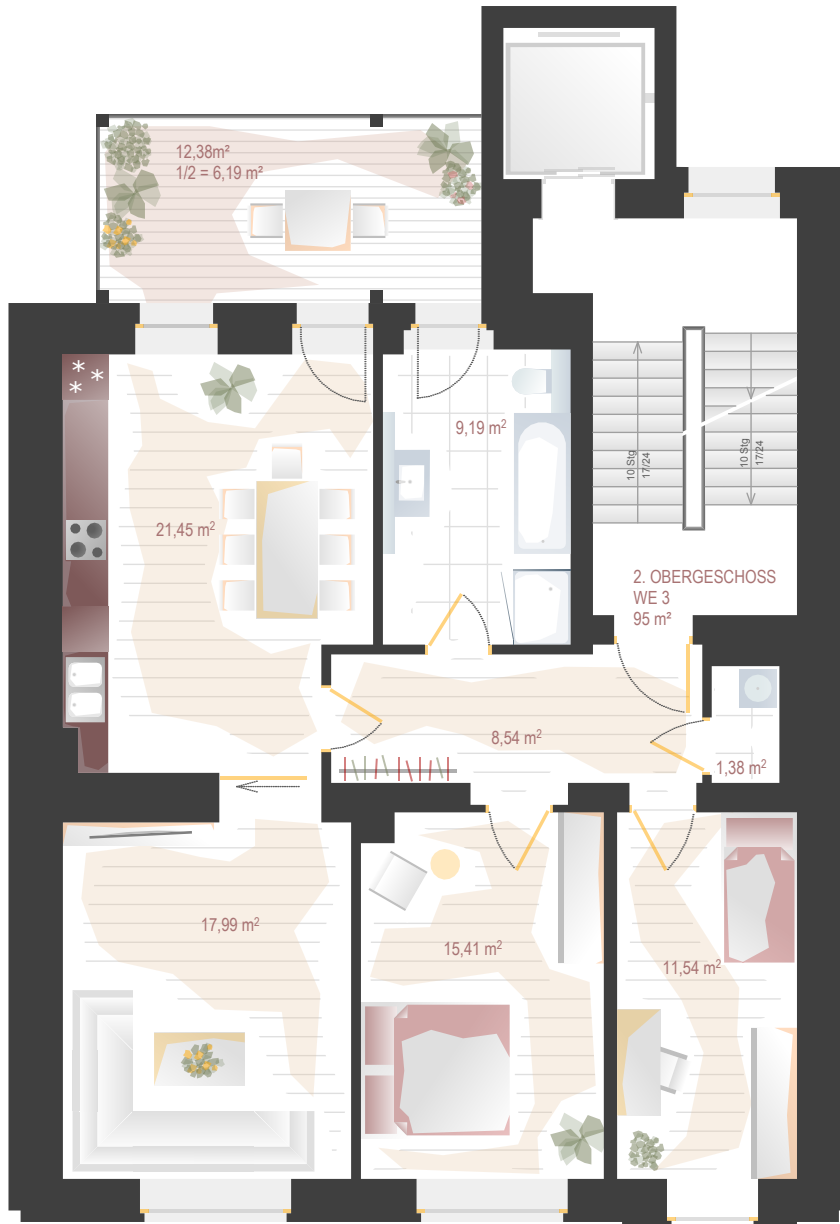 12,38m²
1/2 = 6,19 m²
9,19 m²
21,45 m²
10 Stg
17/24
10 Stg
17/24
2. OBERGESCHOSS
WE 3
95 m²
8,54 m²
1,38 m²
17,99 m²
15,41 m²
11,54 m²